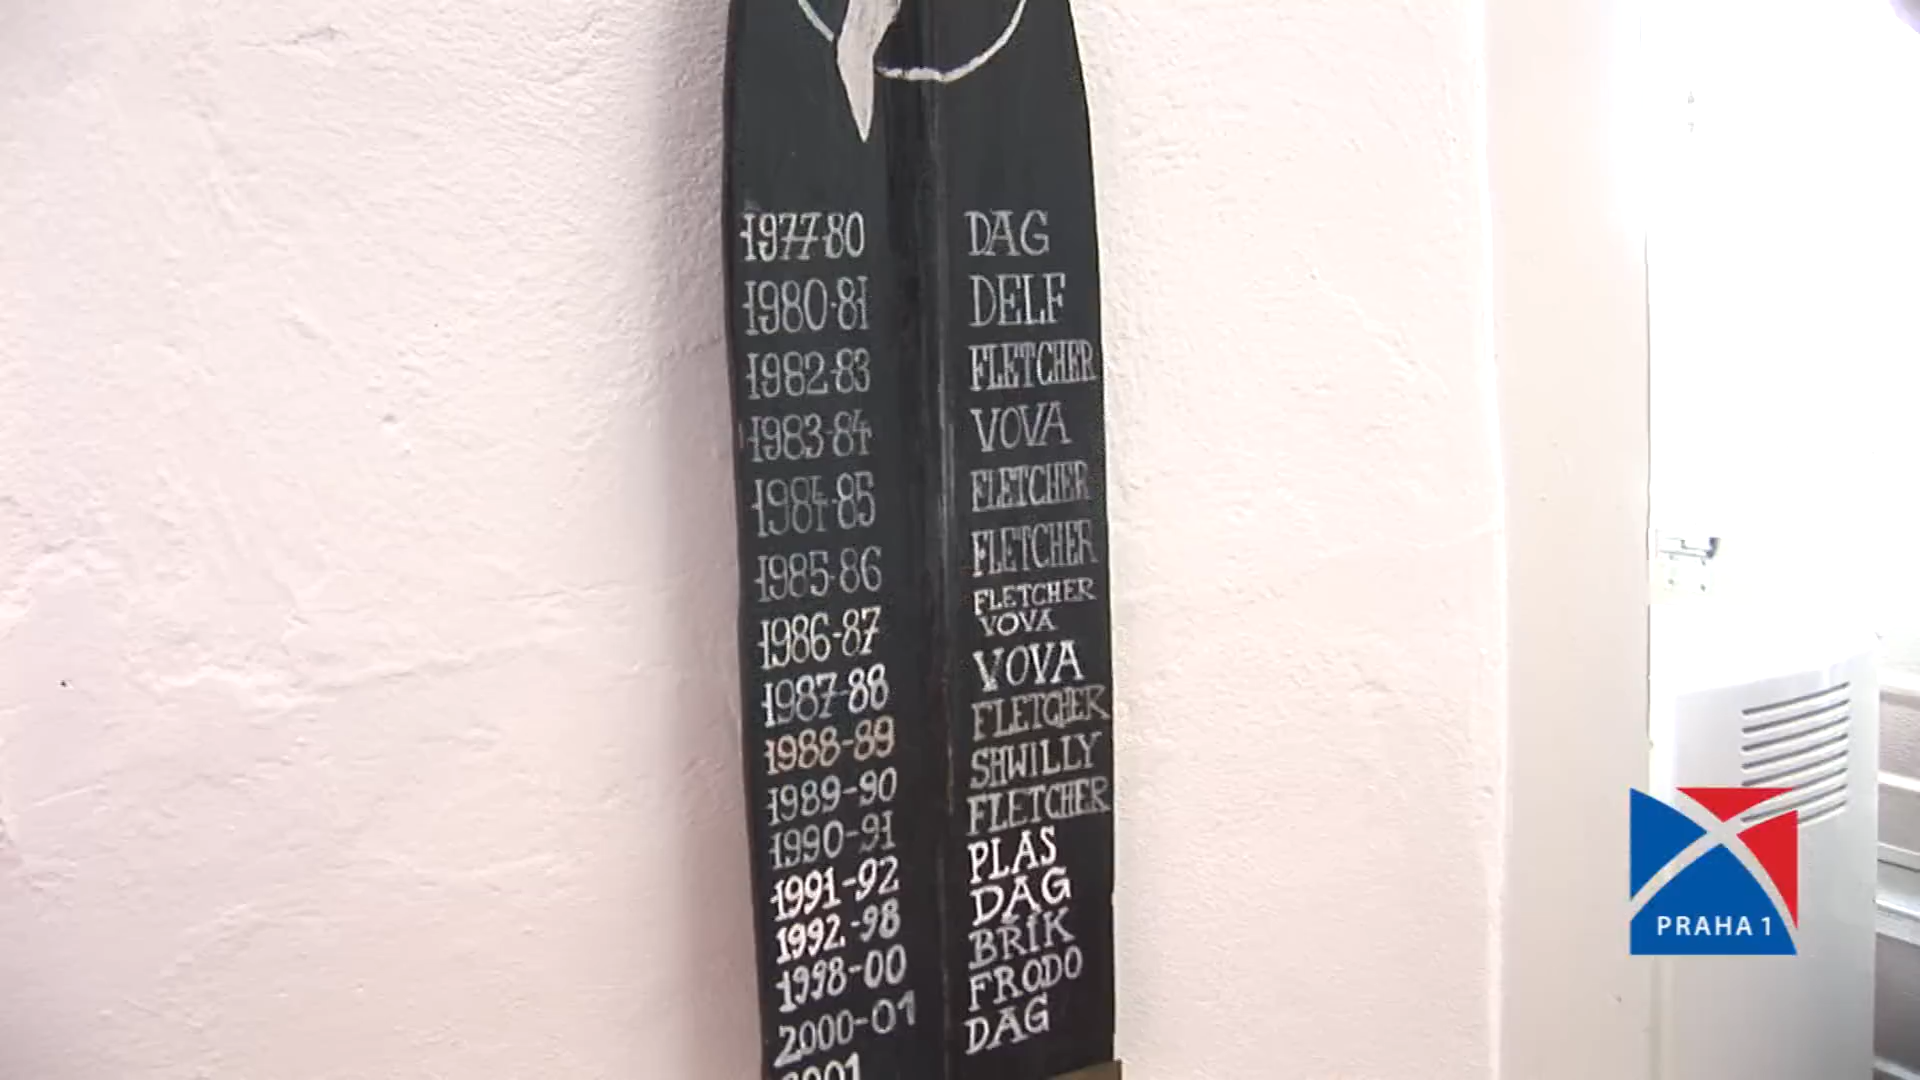 1977-80 DAG
1980-81 DELF
1982-83 FLETCHER
1983-84 VOVA
1984-85 FLETCHER
1985-86 FLETCHER
1986-87 FLETCHER
VOVA
1987-88 VOVA
1988-89 FLETCHER
1989-90 SHWILLY
1990-91 FLETCHER
1991-92 PLAS
1992-98 DAG
1998-00 BŘÍK
2000-01 FRODO
2001 DAG
PRAHA 1